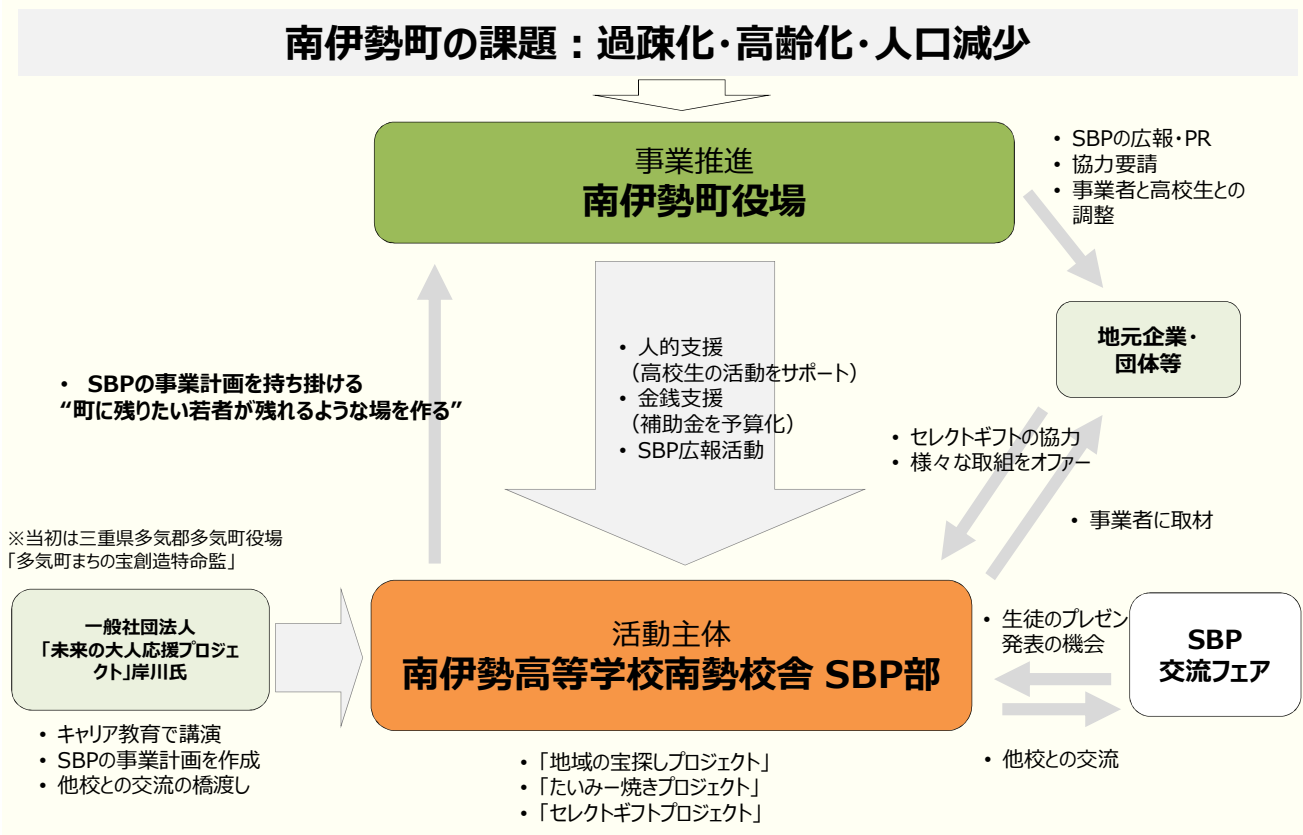 南伊勢町の課題：過疎化・高齢化・人口減少
事業推進
南伊勢町役場
• SBPの広報・PR
• 協力要請
• 事業者と高校生との
調整
地元企業・
団体等
• 人的支援
（高校生の活動をサポート）
• 金銭支援
（補助金を予算化）
• SBP広報活動
• SBPの事業計画を持ち掛ける
“町に残りたい若者が残れるような場を作る”
• セレクトギフトの協力
• 様々な取組をオファー
• 事業者に取材
※当初は三重県多気郡多気町役場
「多気町まちの宝創造特命監」
一般社団法人
「未来の大人応援プロジェ
クト」岸川氏
• キャリア教育で講演
• SBPの事業計画を作成
• 他校との交流の橋渡し
活動主体
南伊勢高等学校南勢校舎 SBP部
• 「地域の宝探しプロジェクト」
• 「たいみー焼きプロジェクト」
• 「セレクトギフトプロジェクト」
• 生徒のプレゼン
発表の機会
SBP
交流フェア
• 他校との交流